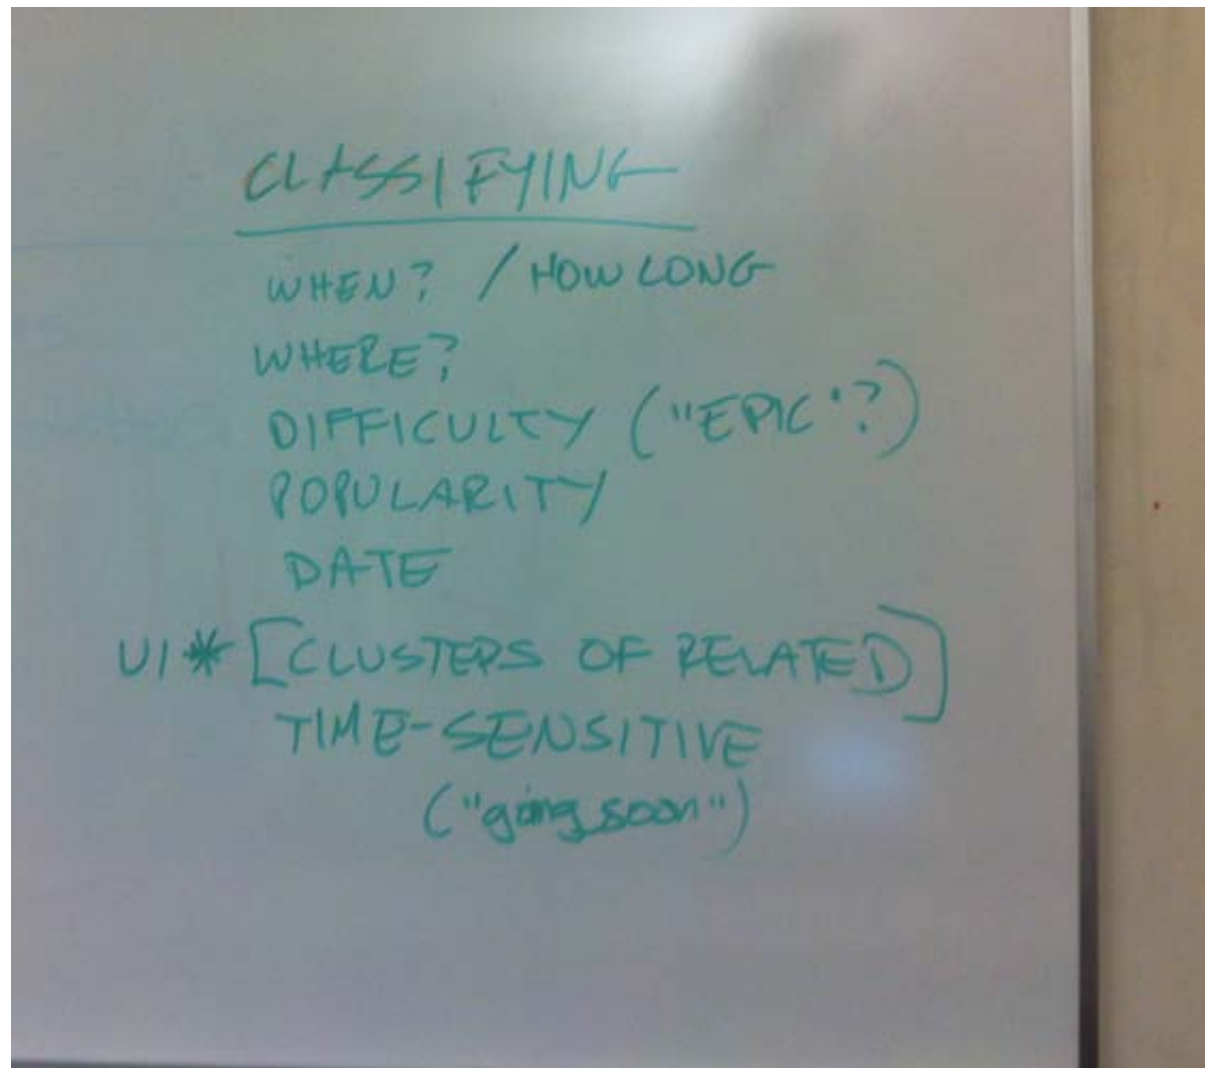 CLASSIFYING
WHEN? / HOW LONG
WHERE?
DIFFICULTY ("EPIC"?)
POPULARITY
DATE
UI* [CLUSTERS OF RELATED]
TIME-SENSITIVE
("going soon")